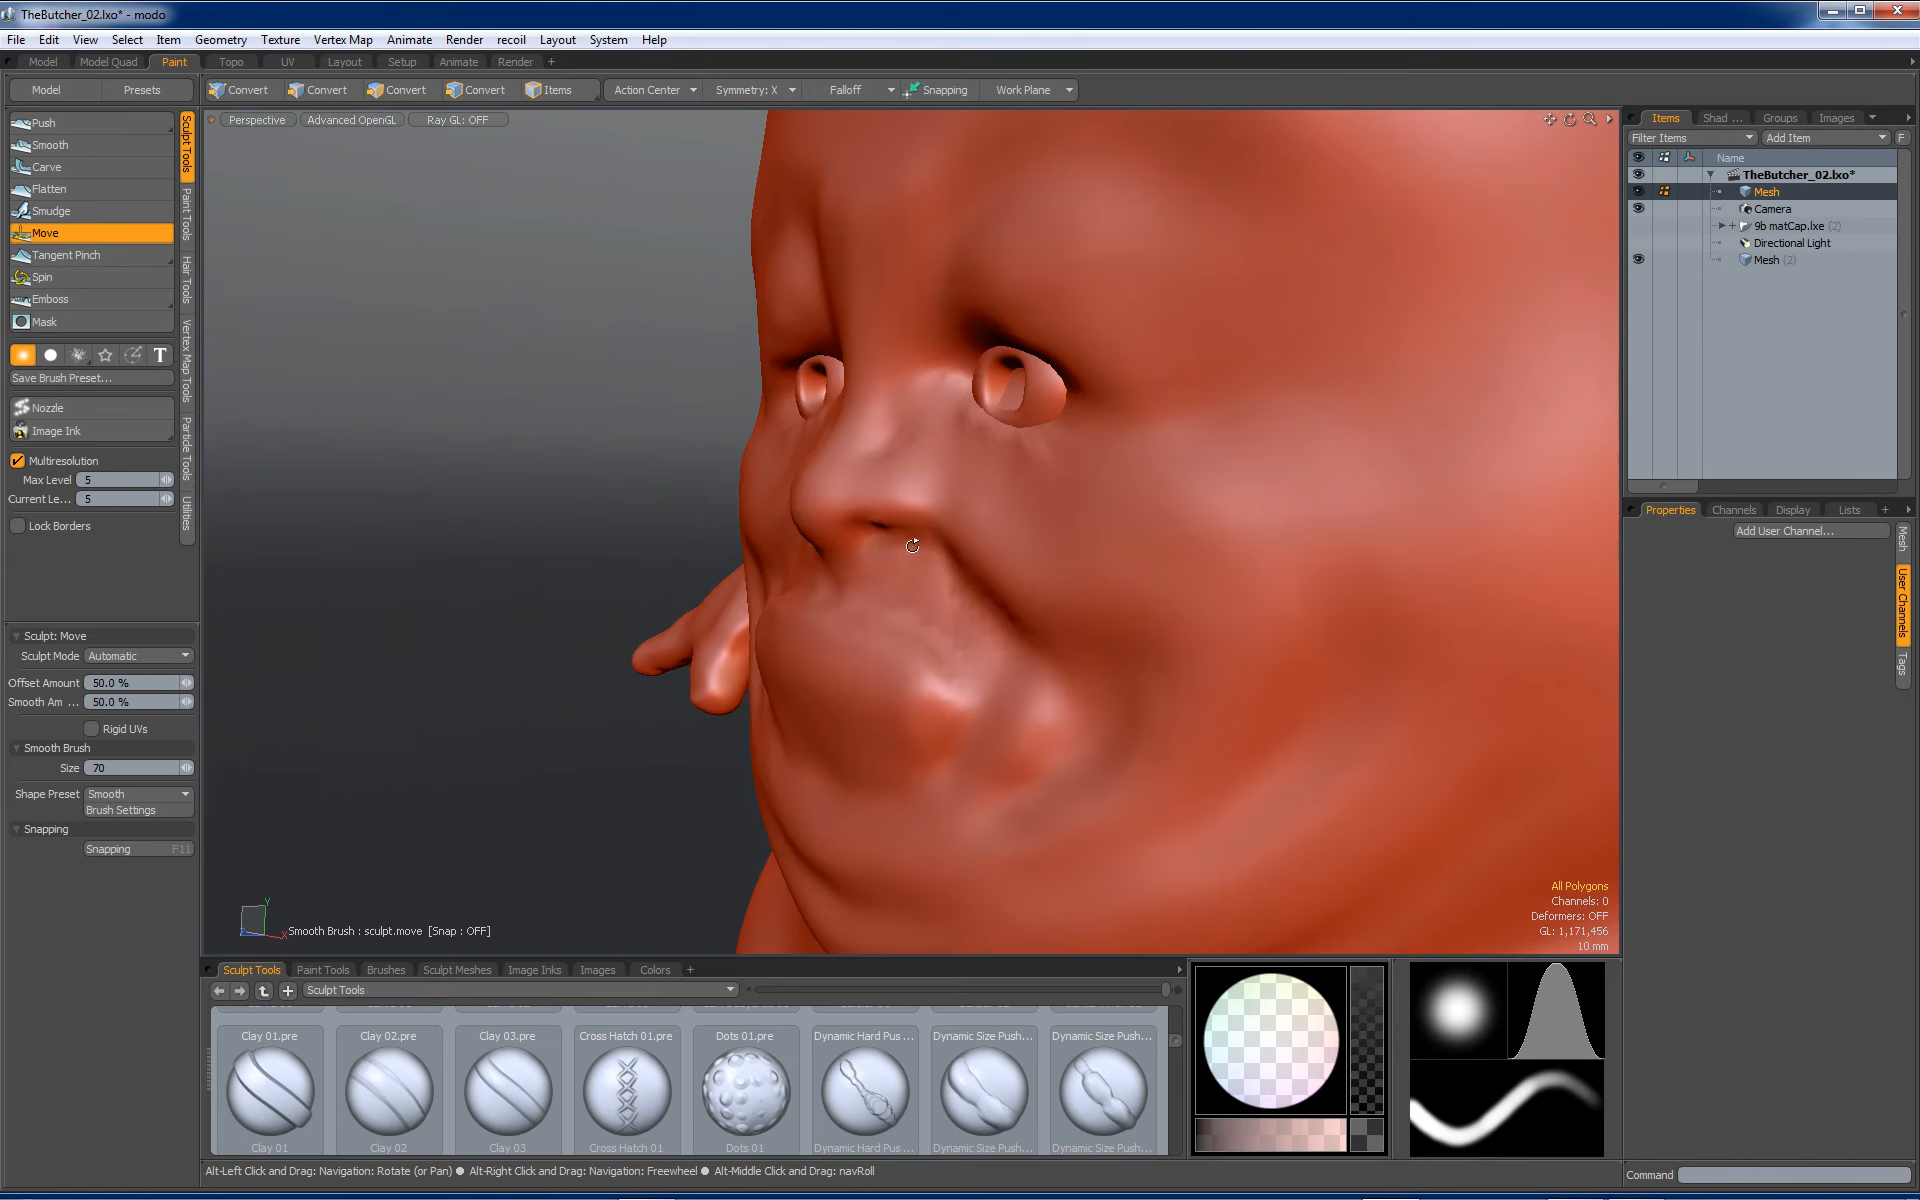 TheButcher_02.lxo* - modo
File Edit View Select Item Geometry Texture Vertex Map Animate Render recoil Layout System Help
Model Model Quad Paint Topo UV Layout Setup Animate Render +
Model Presets Convert Convert Convert Convert Items Action Center Symmetry: X Falloff Snapping Work Plane
Perspective Advanced OpenGL Ray GL: OFF
Push
Smooth
Carve
Flatten
Smudge
Move
Tangent Pinch
Spin
Emboss
Mask
T
Save Brush Preset...
Nozzle
Image Ink
Multiresolution
Max Level 5
Current Le... 5
Lock Borders
Sculpt Tools
Paint Tools
Hair Tools
Vertex Map Tools
Particle Tools
Utilities
Sculpt: Move
Sculpt Mode Automatic
Offset Amount 50.0 %
Smooth Am ... 50.0 %
Rigid UVs
Smooth Brush
Size 70
Shape Preset Smooth
Brush Settings
Snapping
Snapping F11
Y
X
Smooth Brush : sculpt.move [Snap : OFF]
All Polygons
Channels: 0
Deformers: OFF
GL: 1,171,456
10 mm
Items Shad ... Groups Images
Filter Items Add Item F
Name
TheButcher_02.lxo*
Mesh
Camera
9b matCap.lxe (2)
Directional Light
Mesh (2)
Properties Channels Display Lists +
Add User Channel...
Mesh
User Channels
Tags
Sculpt Tools Paint Tools Brushes Sculpt Meshes Image Inks Images Colors +
Sculpt Tools
Clay 01.pre Clay 02.pre Clay 03.pre Cross Hatch 01.pre Dots 01.pre Dynamic Hard Pus ... Dynamic Size Push... Dynamic Size Push...
Clay 01 Clay 02 Clay 03 Cross Hatch 01 Dots 01 Dynamic Hard Pus... Dynamic Size Push... Dynamic Size Push...
Alt-Left Click and Drag: Navigation: Rotate (or Pan) ● Alt-Right Click and Drag: Navigation: Freewheel ● Alt-Middle Click and Drag: navRoll
Command